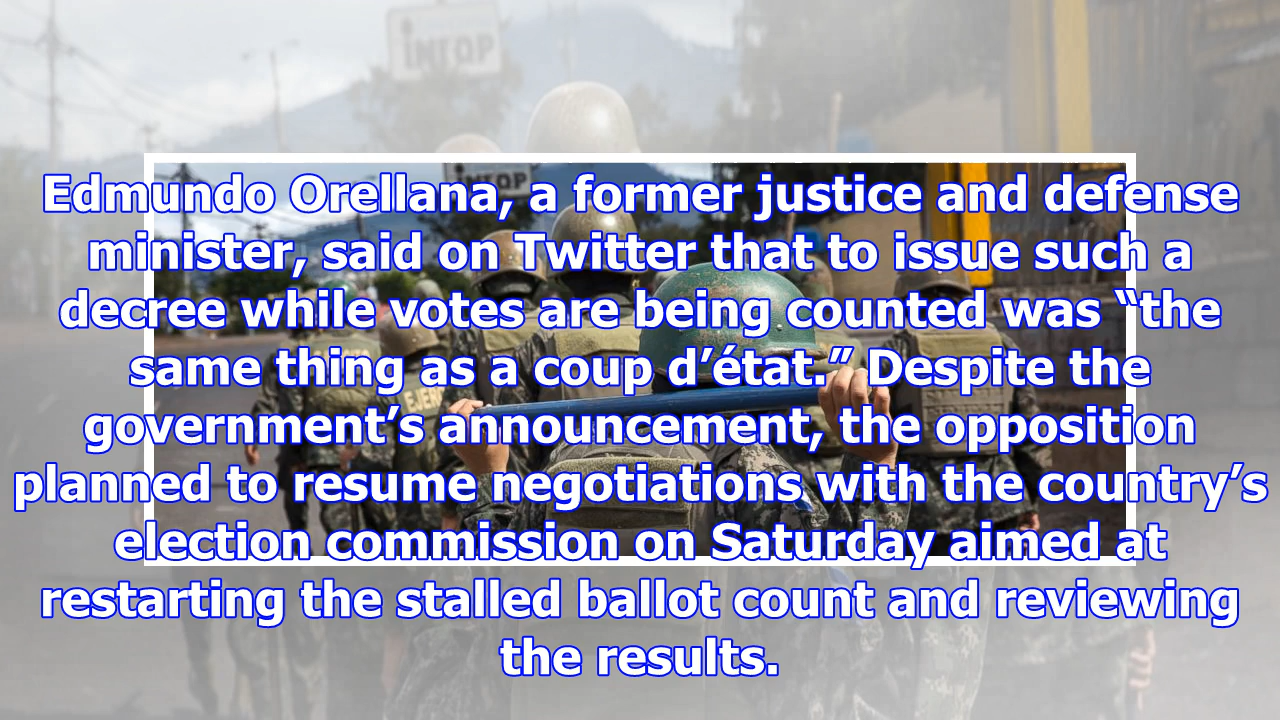 INFOP
INFOP
Edmundo Orellana, a former justice and defense
minister, said on Twitter that to issue such a
decree while votes are being counted was “the
same thing as a coup d’état.” Despite the
government’s announcement, the opposition
planned to resume negotiations with the country’s
election commission on Saturday aimed at
restarting the stalled ballot count and reviewing
the results.